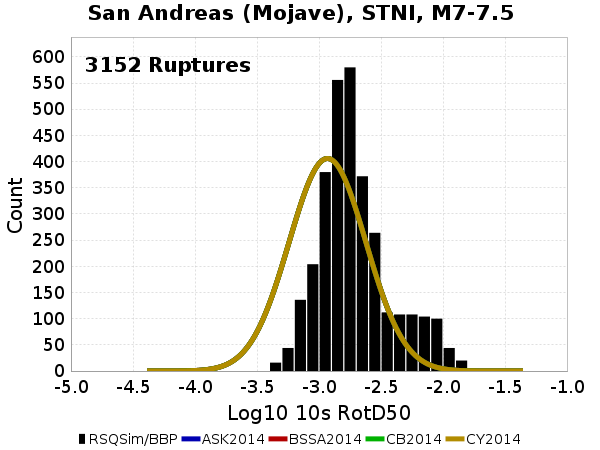 San Andreas (Mojave), STNI, M7-7.5
3152 Ruptures
600
550
500
450
400
350
300
250
200
150
100
50
0
Count
-5.0 -4.5 -4.0 -3.5 -3.0 -2.5 -2.0 -1.5 -1.0
Log10 10s RotD50
RSQSim/BBP ASK2014 BSSA2014 CB2014 CY2014